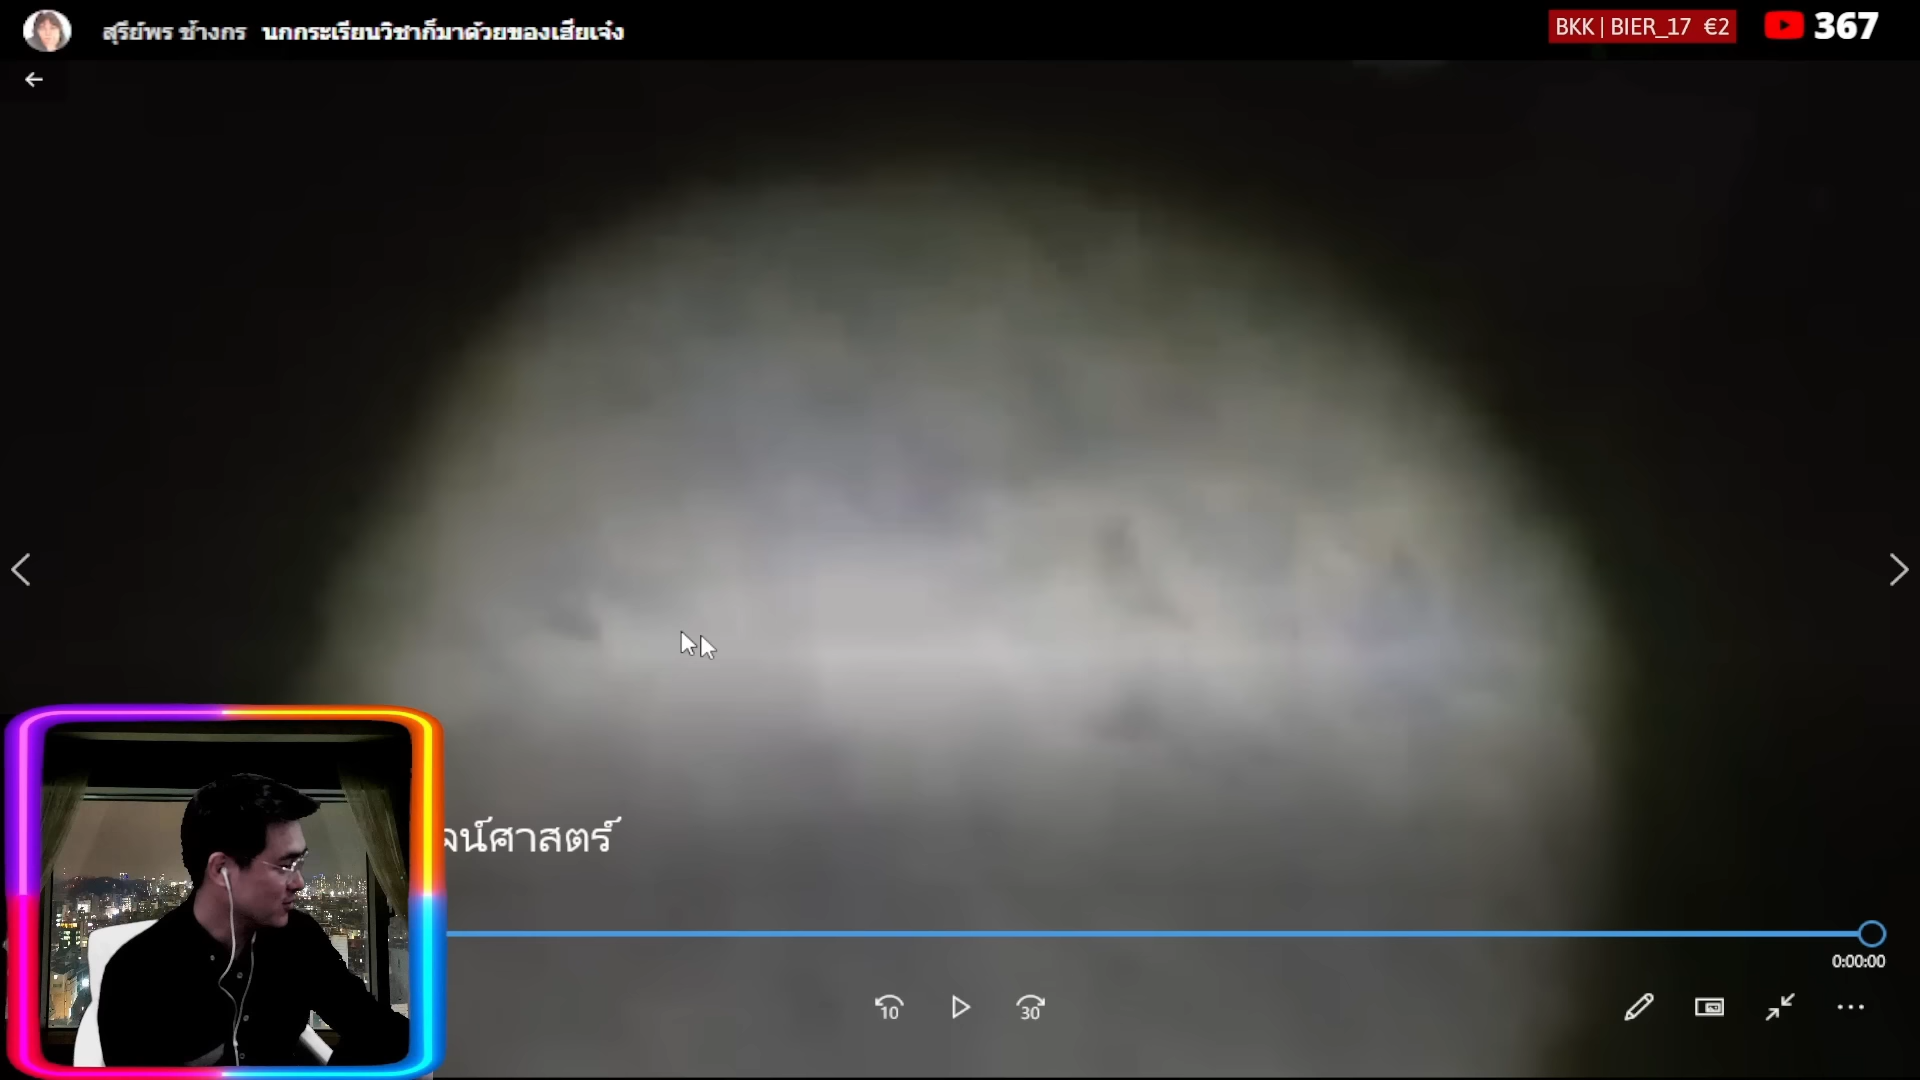 สุรีย์พร ช้างกร นกกระเรียนวิชาก็มาด้วยของเฮียเจ๋ง
BKK | BIER_17 €2
367
จน์ศาสตร์
0:00:00
10
30